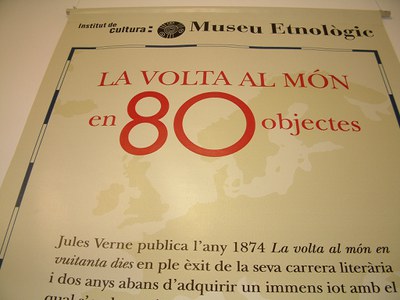 institut de
cultura: Museu Etnològic
LA VOLTA AL MÓN
en 80 objectes
Jules Verne publica l'any 1874 La volta al món en
vuitanta dies en ple èxit de la seva carrera literària
i dos anys abans d'adquirir un immens iot amb el